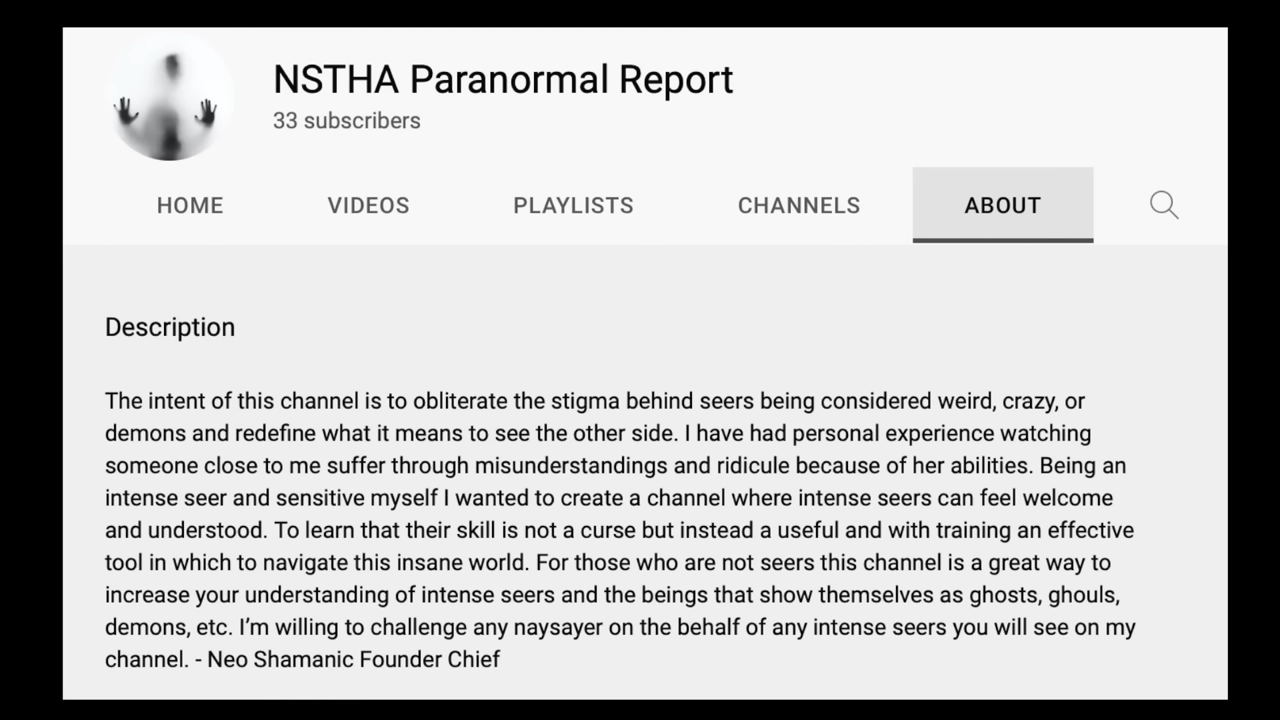 NSTHA Paranormal Report
33 subscribers
HOME VIDEOS PLAYLISTS CHANNELS ABOUT
Description
The intent of this channel is to obliterate the stigma behind seers being considered weird, crazy, or
demons and redefine what it means to see the other side. I have had personal experience watching
someone close to me suffer through misunderstandings and ridicule because of her abilities. Being an
intense seer and sensitive myself I wanted to create a channel where intense seers can feel welcome
and understood. To learn that their skill is not a curse but instead a useful and with training an effective
tool in which to navigate this insane world. For those who are not seers this channel is a great way to
increase your understanding of intense seers and the beings that show themselves as ghosts, ghouls,
demons, etc. I’m willing to challenge any naysayer on the behalf of any intense seers you will see on my
channel. - Neo Shamanic Founder Chief